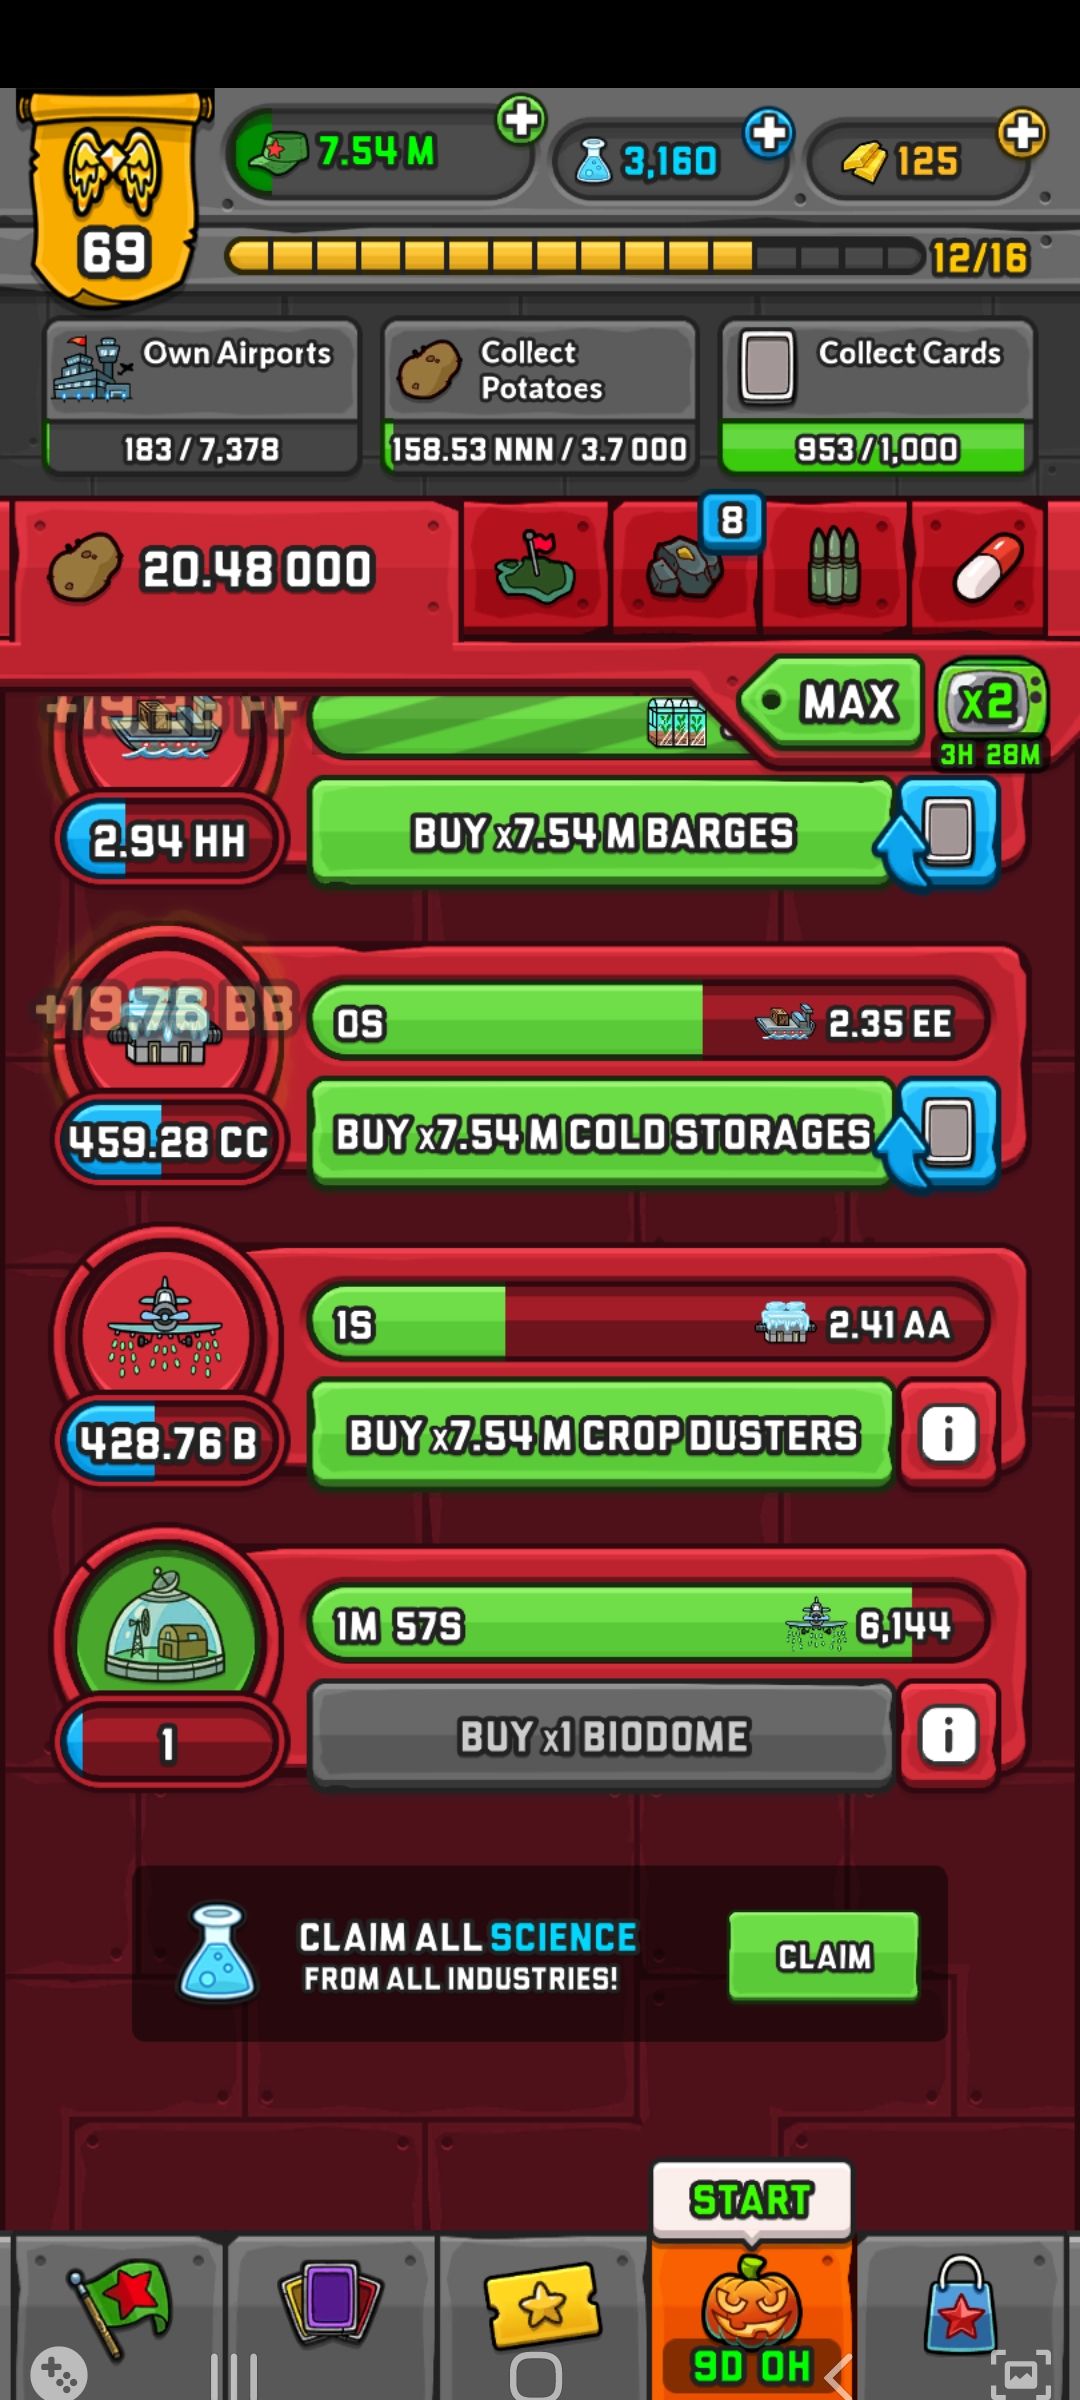 7.54 M
3,160
125
69
12/16
Own Airports
183 / 7,378
Collect
Potatoes
158.53 NNN / 3.7 OOO
Collect Cards
953 / 1,000
20.48 OOO
8
MAX
x2
3H 28M
2.94 HH
BUY x7.54 M BARGES
+19.76 BB
0S
2.35 EE
459.28 CC
BUY x7.54 M COLD STORAGES
1S
2.41 AA
428.76 B
BUY x7.54 M CROP DUSTERS
i
1M 57S
6,144
1
BUY x1 BIODOME
i
CLAIM ALL SCIENCE
FROM ALL INDUSTRIES!
CLAIM
START
9D 0H